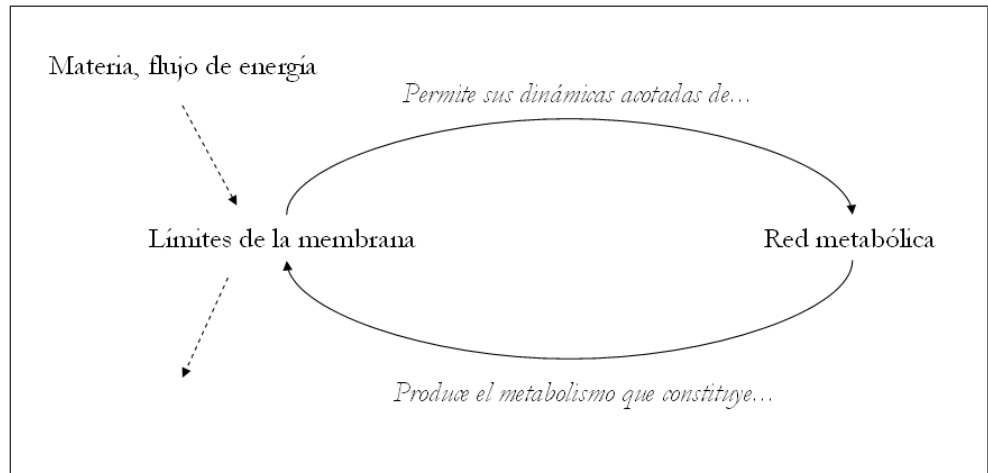 Materia, flujo de energía
Permite sus dinámicas acotadas de...
Límites de la membrana
Red metabólica
Produce el metabolismo que constituye...